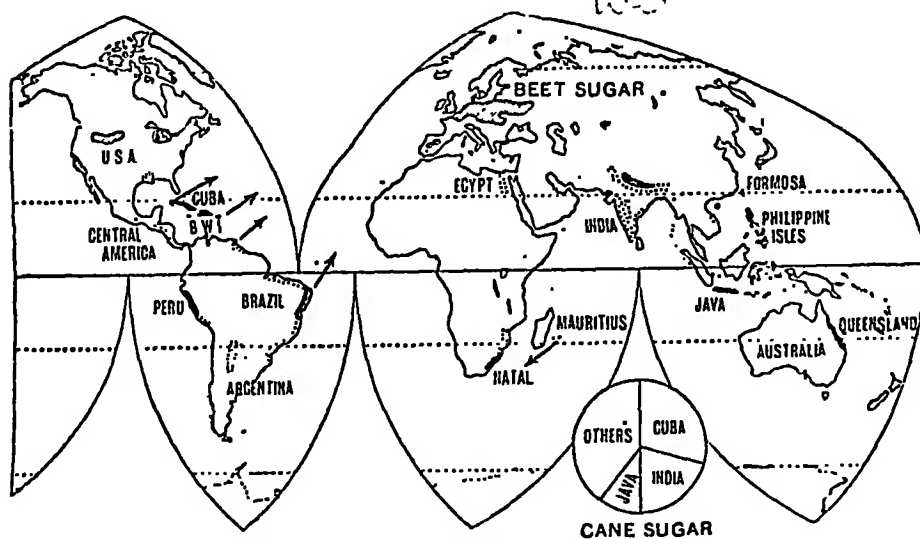 BEET SUGAR
U.S.A.
EGYPT
FORMOSA
CUBA
INDIA
PHILIPPINE
ISLES
B W I
CENTRAL
AMERICA
PERU
BRAZIL
JAVA
MAURITIUS
QUEENSLAND
AUSTRALIA
NATAL
ARGENTINA
OTHERS
CUBA
JAVA
INDIA
CANE SUGAR